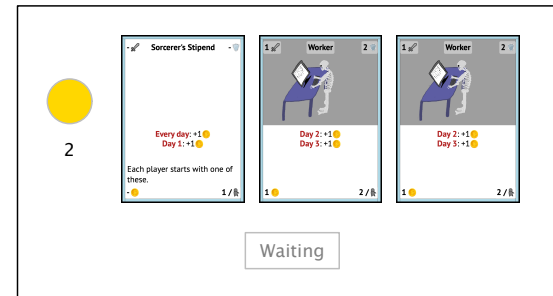 - Sorcerer's Stipend -
Every day: +1
Day 1: +1
Each player starts with one of
these.
- 1 /
1 Worker 2
Day 2: +1
Day 3: +1
1 2 /
1 Worker 2
Day 2: +1
Day 3: +1
1 2 /
2
Waiting